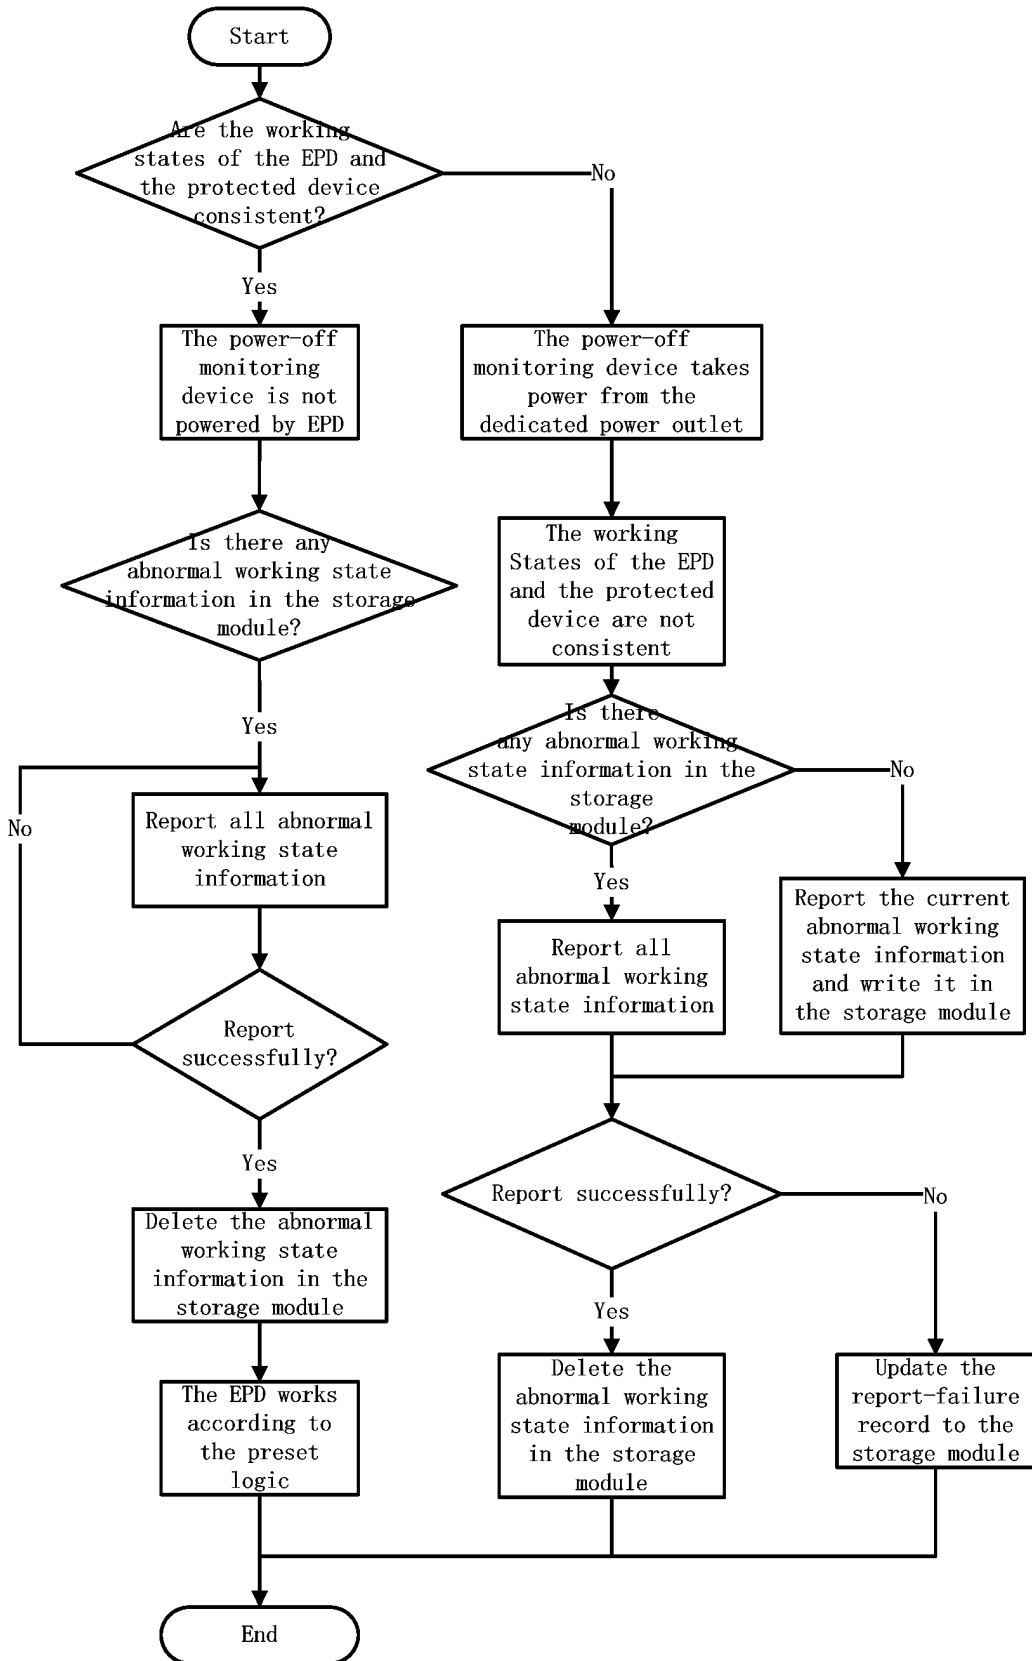 Start
Are the working
states of the EPD and
the protected device
consistent?
No
Yes
The power-off
monitoring
device is not
powered by EPD
The power-off
monitoring device takes
power from the
dedicated power outlet
Is there any
abnormal working state
information in the storage
module?
The working
States of the EPD
and the protected
device are not
consistent
Yes
Is there
any abnormal working
state information in the
storage
module?
No
No
Report all abnormal
working state
information
Yes
Report all
abnormal working
state information
Report the current
abnormal working
state information
and write it in
the storage module
Report
successfully?
Yes
Report successfully?
No
Delete the abnormal
working state
information in the
storage module
Yes
The EPD works
according to
the preset
logic
Delete the
abnormal working
state information
in the storage
module
Update the
report-failure
record to the
storage module
End